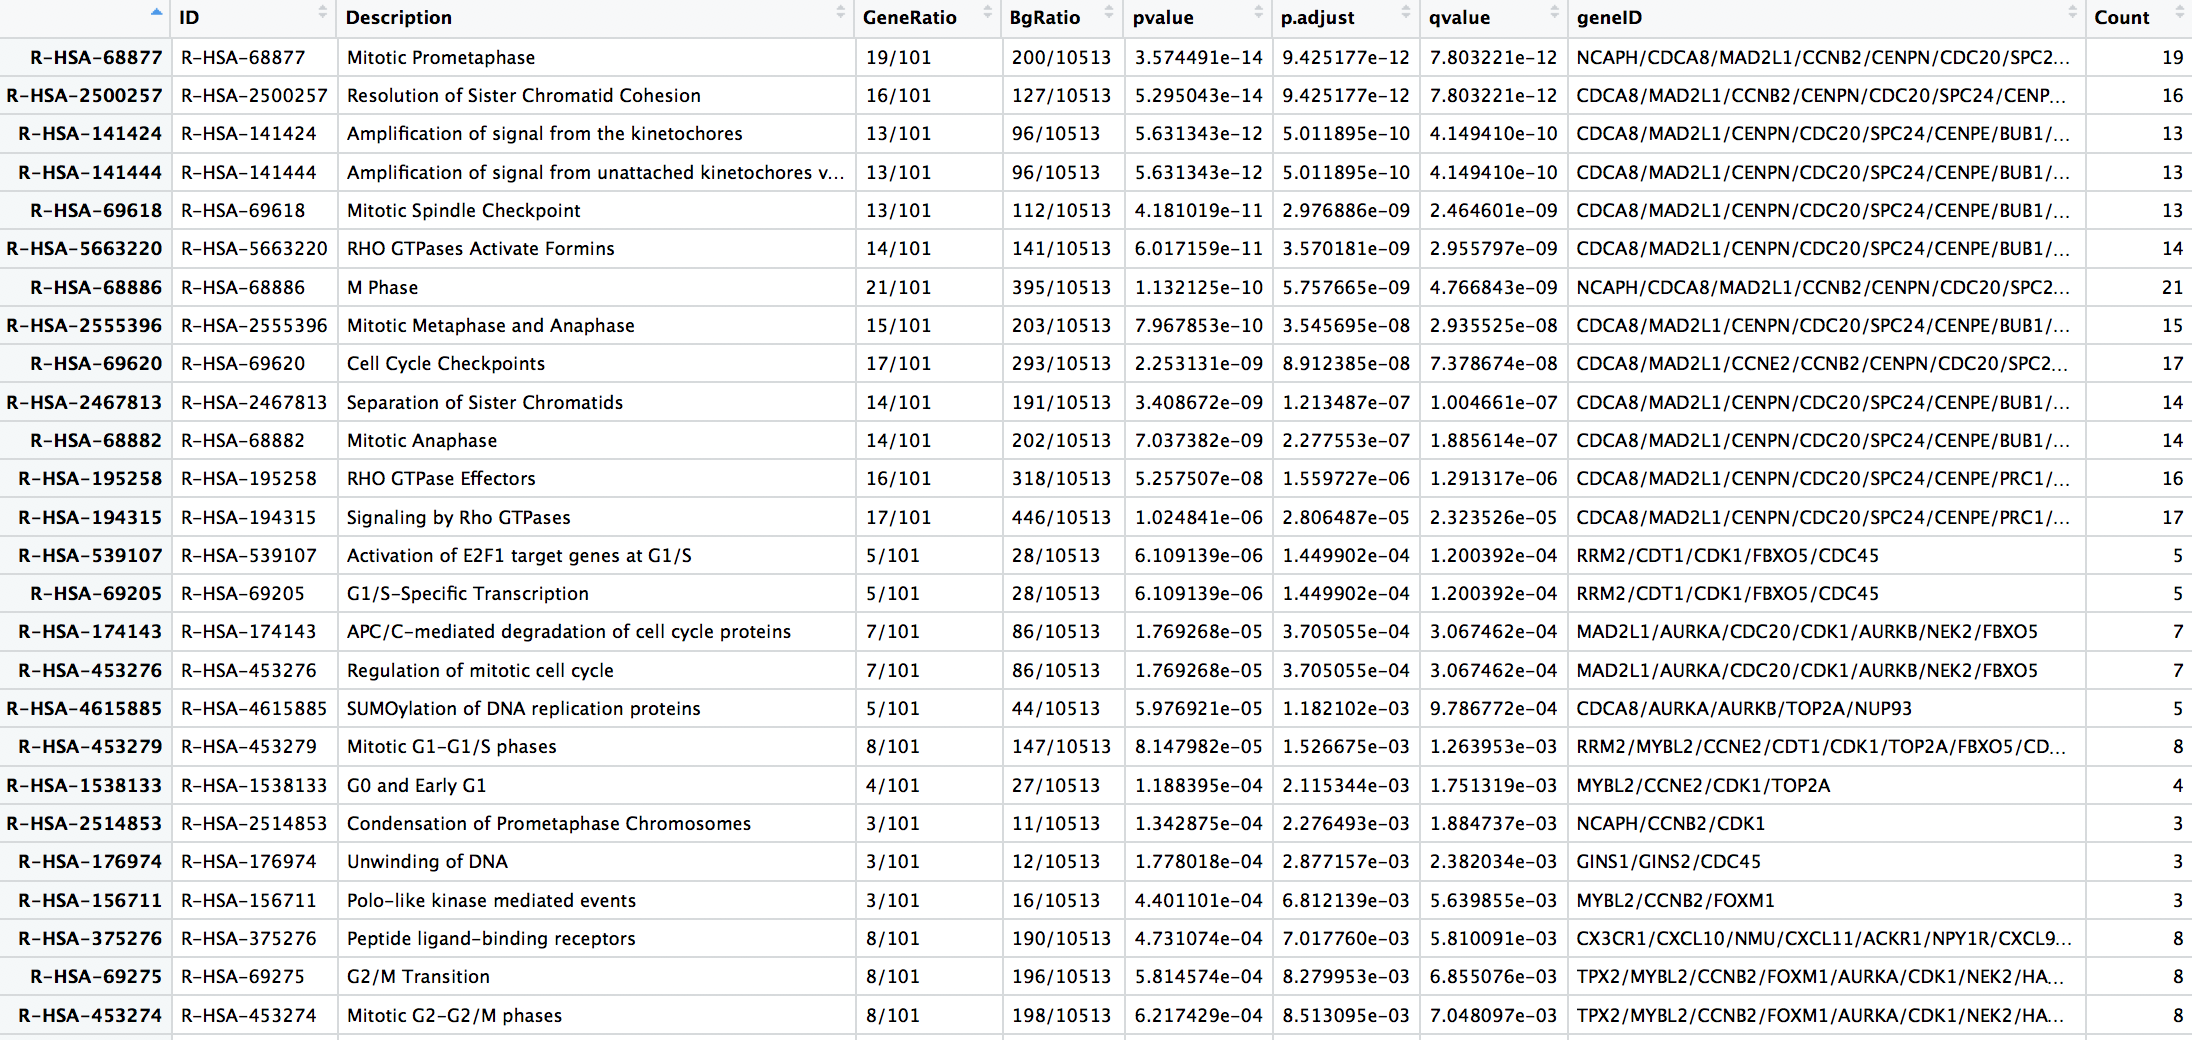 ID Description GeneRatio BgRatio pvalue p.adjust qvalue geneID Count
R-HSA-68877 R-HSA-68877 Mitotic Prometaphase 19/101 200/10513 3.574491e-14 9.425177e-12 7.803221e-12 NCAPH/CDCA8/MAD2L1/CCNB2/CENPN/CDC20/SPC2... 19
R-HSA-2500257 R-HSA-2500257 Resolution of Sister Chromatid Cohesion 16/101 127/10513 5.295043e-14 9.425177e-12 7.803221e-12 CDCA8/MAD2L1/CCNB2/CENPN/CDC20/SPC24/CENP... 16
R-HSA-141424 R-HSA-141424 Amplification of signal from the kinetochores 13/101 96/10513 5.631343e-12 5.011895e-10 4.149410e-10 CDCA8/MAD2L1/CENPN/CDC20/SPC24/CENPE/BUB1/... 13
R-HSA-141444 R-HSA-141444 Amplification of signal from unattached kinetochores v... 13/101 96/10513 5.631343e-12 5.011895e-10 4.149410e-10 CDCA8/MAD2L1/CENPN/CDC20/SPC24/CENPE/BUB1/... 13
R-HSA-69618 R-HSA-69618 Mitotic Spindle Checkpoint 13/101 112/10513 4.181019e-11 2.976886e-09 2.464601e-09 CDCA8/MAD2L1/CENPN/CDC20/SPC24/CENPE/BUB1/... 13
R-HSA-5663220 R-HSA-5663220 RHO GTPases Activate Formins 14/101 141/10513 6.017159e-11 3.570181e-09 2.955797e-09 CDCA8/MAD2L1/CENPN/CDC20/SPC24/CENPE/BUB1/... 14
R-HSA-68886 R-HSA-68886 M Phase 21/101 395/10513 1.132125e-10 5.757665e-09 4.766843e-09 NCAPH/CDCA8/MAD2L1/CCNB2/CENPN/CDC20/SPC2... 21
R-HSA-2555396 R-HSA-2555396 Mitotic Metaphase and Anaphase 15/101 203/10513 7.967853e-10 3.545695e-08 2.935525e-08 CDCA8/MAD2L1/CENPN/CDC20/SPC24/CENPE/BUB1/... 15
R-HSA-69620 R-HSA-69620 Cell Cycle Checkpoints 17/101 293/10513 2.253131e-09 8.912385e-08 7.378674e-08 CDCA8/MAD2L1/CCNE2/CCNB2/CENPN/CDC20/SPC2... 17
R-HSA-2467813 R-HSA-2467813 Separation of Sister Chromatids 14/101 191/10513 3.408672e-09 1.213487e-07 1.004661e-07 CDCA8/MAD2L1/CENPN/CDC20/SPC24/CENPE/BUB1/... 14
R-HSA-68882 R-HSA-68882 Mitotic Anaphase 14/101 202/10513 7.037382e-09 2.277553e-07 1.885614e-07 CDCA8/MAD2L1/CENPN/CDC20/SPC24/CENPE/BUB1/... 14
R-HSA-195258 R-HSA-195258 RHO GTPase Effectors 16/101 318/10513 5.257507e-08 1.559727e-06 1.291317e-06 CDCA8/MAD2L1/CENPN/CDC20/SPC24/CENPE/PRC1/... 16
R-HSA-194315 R-HSA-194315 Signaling by Rho GTPases 17/101 446/10513 1.024841e-06 2.806487e-05 2.323526e-05 CDCA8/MAD2L1/CENPN/CDC20/SPC24/CENPE/PRC1/... 17
R-HSA-539107 R-HSA-539107 Activation of E2F1 target genes at G1/S 5/101 28/10513 6.109139e-06 1.449902e-04 1.200392e-04 RRM2/CDT1/CDK1/FBXO5/CDC45 5
R-HSA-69205 R-HSA-69205 G1/S-Specific Transcription 5/101 28/10513 6.109139e-06 1.449902e-04 1.200392e-04 RRM2/CDT1/CDK1/FBXO5/CDC45 5
R-HSA-174143 R-HSA-174143 APC/C-mediated degradation of cell cycle proteins 7/101 86/10513 1.769268e-05 3.705055e-04 3.067462e-04 MAD2L1/AURKA/CDC20/CDK1/AURKB/NEK2/FBXO5 7
R-HSA-453276 R-HSA-453276 Regulation of mitotic cell cycle 7/101 86/10513 1.769268e-05 3.705055e-04 3.067462e-04 MAD2L1/AURKA/CDC20/CDK1/AURKB/NEK2/FBXO5 7
R-HSA-4615885 R-HSA-4615885 SUMOylation of DNA replication proteins 5/101 44/10513 5.976921e-05 1.182102e-03 9.786772e-04 CDCA8/AURKA/AURKB/TOP2A/NUP93 5
R-HSA-453279 R-HSA-453279 Mitotic G1-G1/S phases 8/101 147/10513 8.147982e-05 1.526675e-03 1.263953e-03 RRM2/MYBL2/CCNE2/CDT1/CDK1/TOP2A/FBXO5/CD... 8
R-HSA-1538133 R-HSA-1538133 G0 and Early G1 4/101 27/10513 1.188395e-04 2.115344e-03 1.751319e-03 MYBL2/CCNE2/CDK1/TOP2A 4
R-HSA-2514853 R-HSA-2514853 Condensation of Prometaphase Chromosomes 3/101 11/10513 1.342875e-04 2.276493e-03 1.884737e-03 NCAPH/CCNB2/CDK1 3
R-HSA-176974 R-HSA-176974 Unwinding of DNA 3/101 12/10513 1.778018e-04 2.877157e-03 2.382034e-03 GINS1/GINS2/CDC45 3
R-HSA-156711 R-HSA-156711 Polo-like kinase mediated events 3/101 16/10513 4.401101e-04 6.812139e-03 5.639855e-03 MYBL2/CCNB2/FOXM1 3
R-HSA-375276 R-HSA-375276 Peptide ligand-binding receptors 8/101 190/10513 4.731074e-04 7.017760e-03 5.810091e-03 CX3CR1/CXCL10/NMU/CXCL11/ACKR1/NPY1R/CXCL9... 8
R-HSA-69275 R-HSA-69275 G2/M Transition 8/101 196/10513 5.814574e-04 8.279953e-03 6.855076e-03 TPX2/MYBL2/CCNB2/FOXM1/AURKA/CDK1/NEK2/HA... 8
R-HSA-453274 R-HSA-453274 Mitotic G2-G2/M phases 8/101 198/10513 6.217429e-04 8.513095e-03 7.048097e-03 TPX2/MYBL2/CCNB2/FOXM1/AURKA/CDK1/NEK2/HA... 8